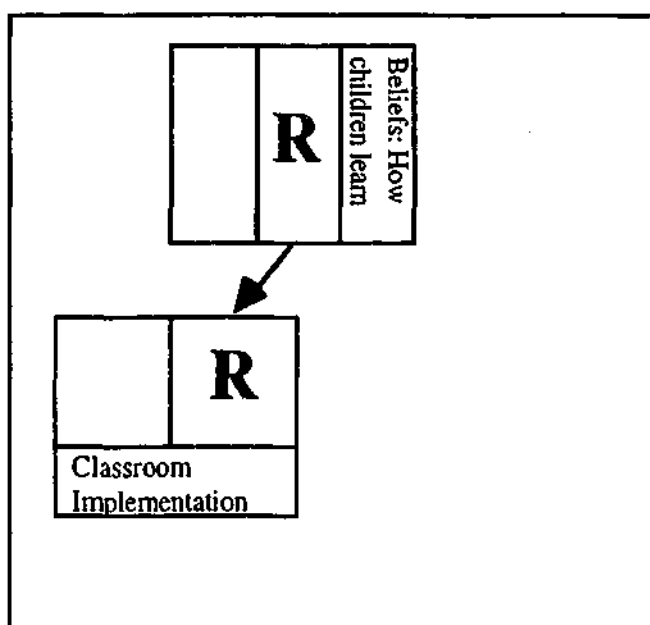 R
Beliefs: How
children learn
R
Classroom
Implementation